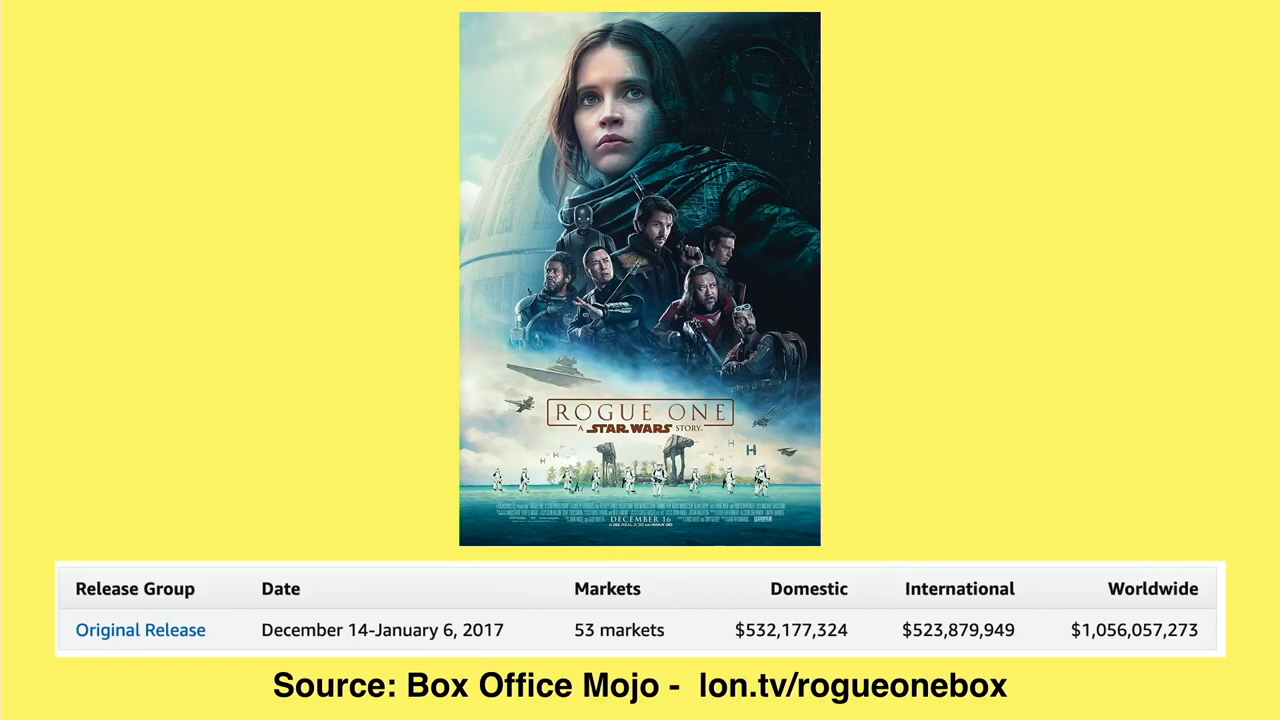 ROGUE ONE
A STAR WARS STORY
DECEMBER 16
Release Group Date Markets Domestic International Worldwide
Original Release December 14-January 6, 2017 53 markets $532,177,324 $523,879,949 $1,056,057,273
Source: Box Office Mojo - lon.tv/rogueonebox